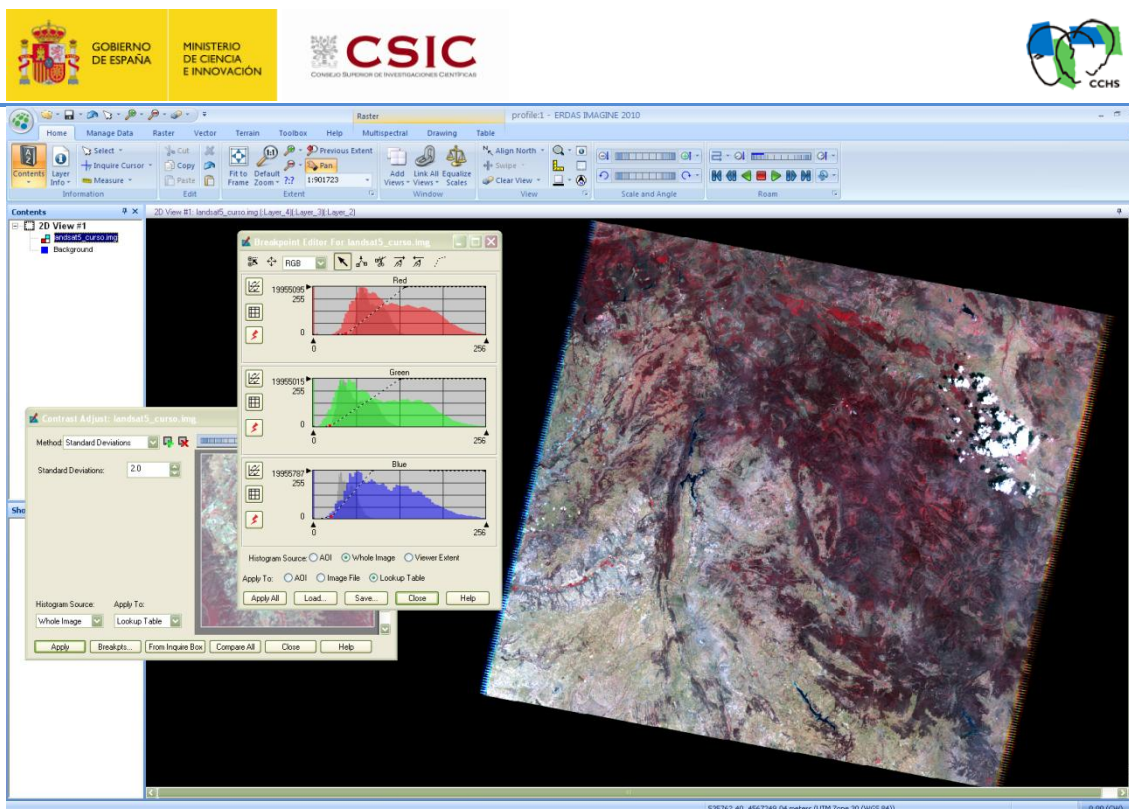 GOBIERNO
DE ESPAÑA
MINISTERIO
DE CIENCIA
E INNOVACIÓN
CSIC
CONSEJO SUPERIOR DE INVESTIGACIONES CIENTÍFICAS
CCHS
Raster
profile:1 - ERDAS IMAGINE 2010
Home Manage Data Raster Vector Terrain Toolbox Help Multispectral Drawing Table
Contents
Layer
Info
Select
Inquire Cursor
Measure
Information
Cut
Copy
Paste
Edit
Fit to
Frame
Default
Zoom
Previous Extent
Pan
1:901723
Extent
Add
Views
Link All
Views
Equalize
Scales
Window
Align North
Swipe
Clear View
View
Scale and Angle
Roam
Contents
2D View #1: landsat5_curso.img (:Layer_4)(:Layer_3)(:Layer_2)
2D View #1
landsat5_curso.img
Background
Sho
Breakpoint Editor For landsat5_curso.img
RGB
Red
19955095
255
0
0 256
Green
19955015
255
0
0 256
Blue
19955787
255
0
0 256
Histogram Source: AOI Whole Image Viewer Extent
Apply To: AOI Image File Lookup Table
Apply All Load... Save... Close Help
Contrast Adjust: landsat5_curso.img
Method: Standard Deviations
Standard Deviations: 2.0
Histogram Source: Apply To:
Whole Image Lookup Table
Apply Breakpts... From Inquire Box Compare All Close Help